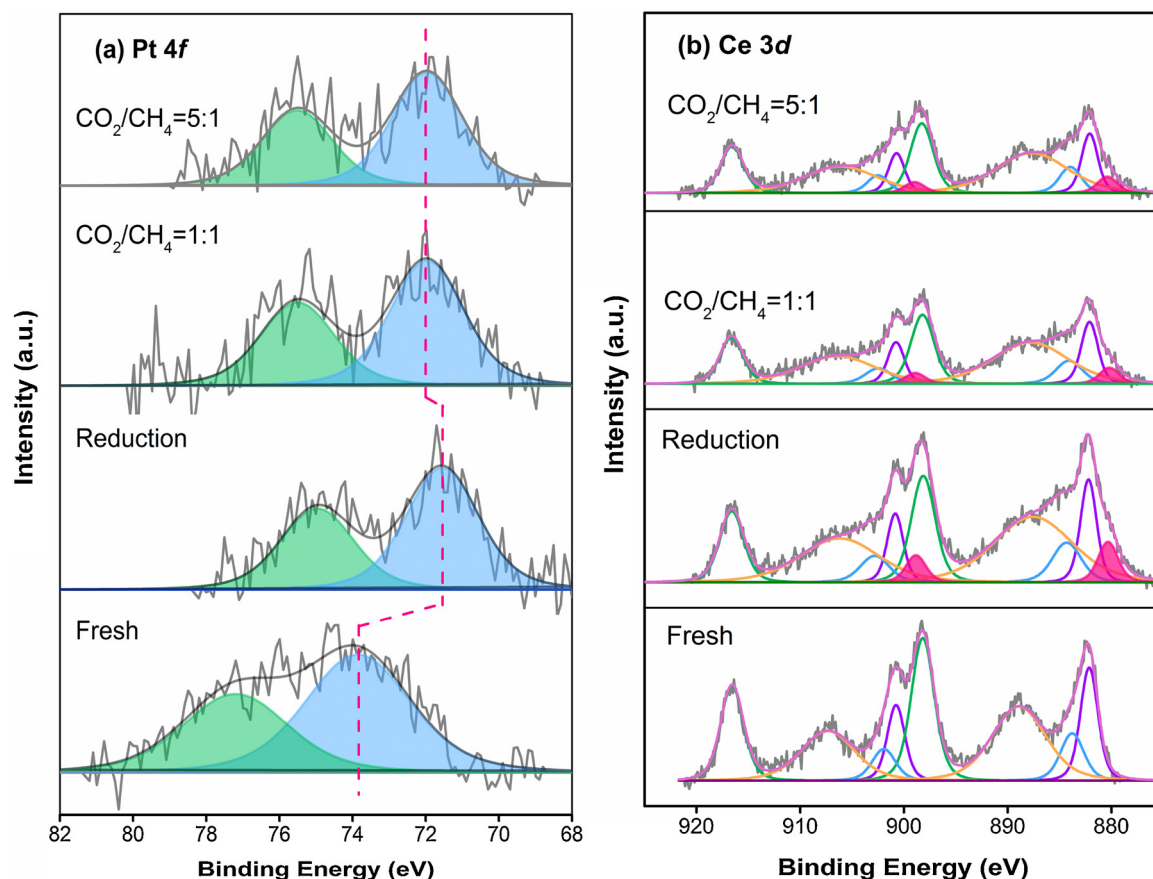 (a) Pt 4f
CO₂/CH₄=5:1
CO₂/CH₄=1:1
Reduction
Fresh
Intensity (a.u.)
82 80 78 76 74 72 70 68
Binding Energy (eV)
(b) Ce 3d
CO₂/CH₄=5:1
CO₂/CH₄=1:1
Reduction
Fresh
Intensity (a.u.)
920 910 900 890 880
Binding Energy (eV)